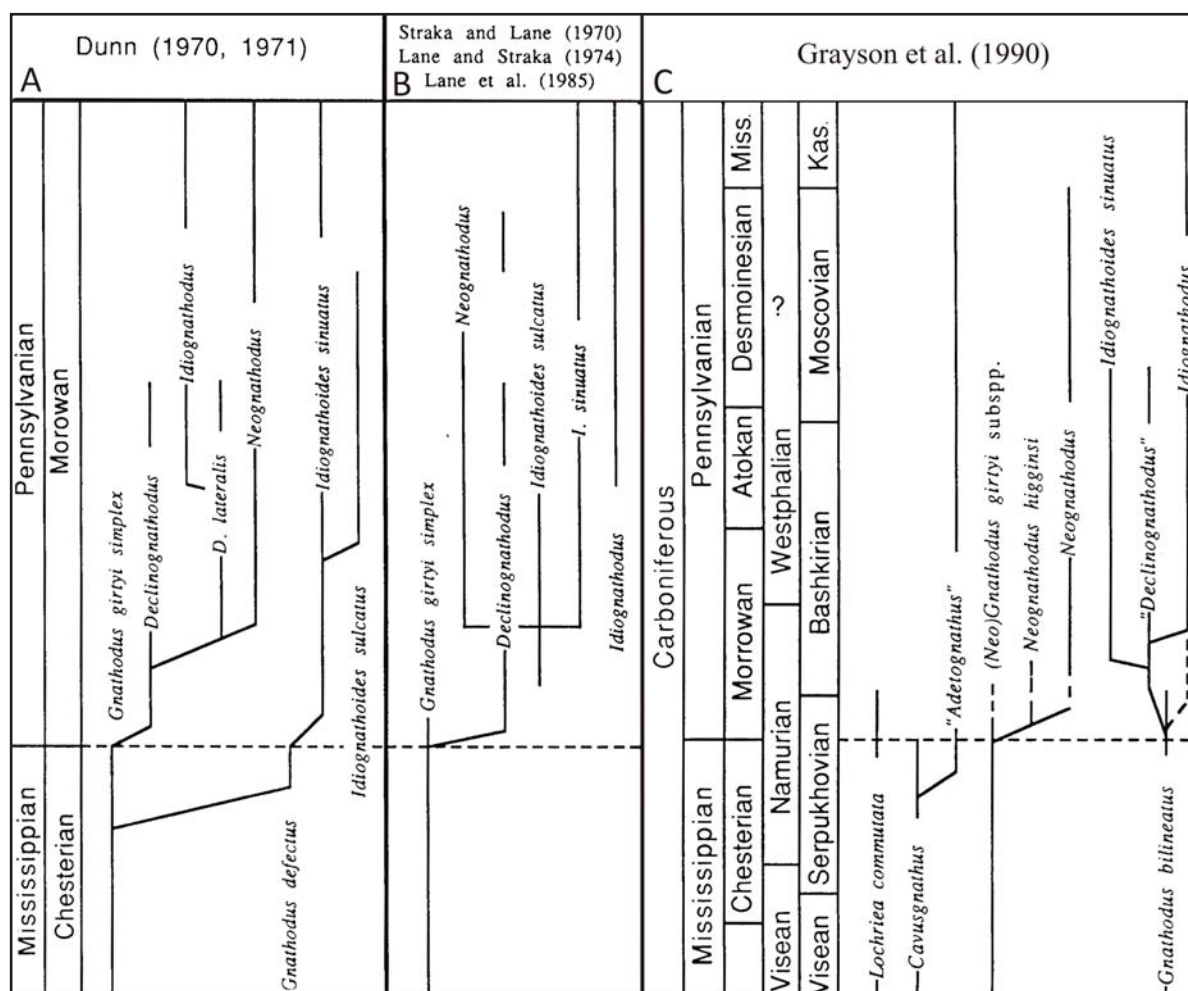 Dunn (1970, 1971)
A
Straka and Lane (1970)
Lane and Straka (1974)
Lane et al. (1985)
B
Grayson et al. (1990)
C
Pennsylvanian
Mississippian
Morowan
Chesterian
Gnathodus girtyi simplex
Declinognathodus
Idiognathodus
D. lateralis
Neognathodus
Gnathodus defectus
Idiognathoides sinuatus
Idiognathoides sulcatus
Gnathodus girtyi simplex
Neognathodus
Declinognathodus
Idiognathoides sulcatus
I. sinuatus
Idiognathodus
Carboniferous
Pennsylvanian
Mississippian
Miss.
Desmoinesian
Atokan
Morrowan
Chesterian
?
Westphalian
Namurian
Visean
Kas.
Moscovian
Bashkirian
Serpukhovian
Visean
Lochriea commutata
Cavusgnathus
"Adetognathus"
(Neo)Gnathodus girtyi subspp.
Neognathodus higginsi
Neognathodus
Idiognathoides sinuatus
"Declinognathodus"
Gnathodus bilineatus
Idiognathodus